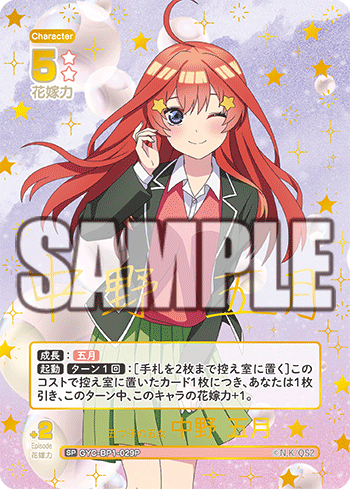 Character
5
花嫁力
SAMPLE
中野 五月
成長：五月
起動 ターン1回：［手札を2枚まで控え室に置く］この
コストで控え室に置いたカード1枚につき、あなたは1枚
引き、このターン中、このキャラの花嫁力+1。
+2
Episode
花嫁力
中野 五月
SP GYC-BP1-029P